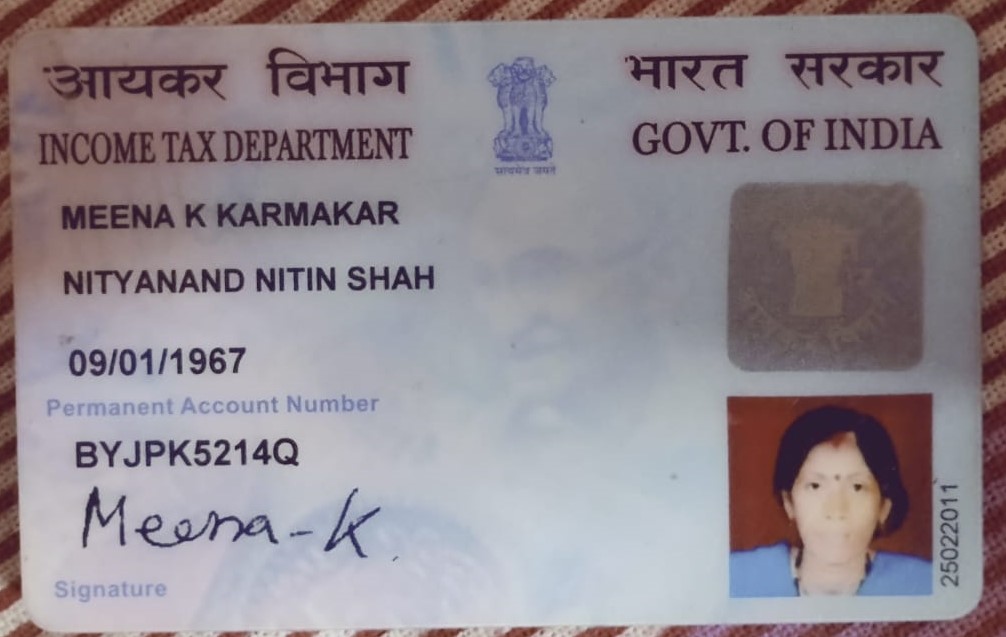 आयकर विभाग
भारत सरकार
INCOME TAX DEPARTMENT
GOVT. OF INDIA
सत्यमेव जयते
MEENA K KARMAKAR
NITYANAND NITIN SHAH
09/01/1967
Permanent Account Number
BYJPK5214Q
Meena-K.
Signature
25022011